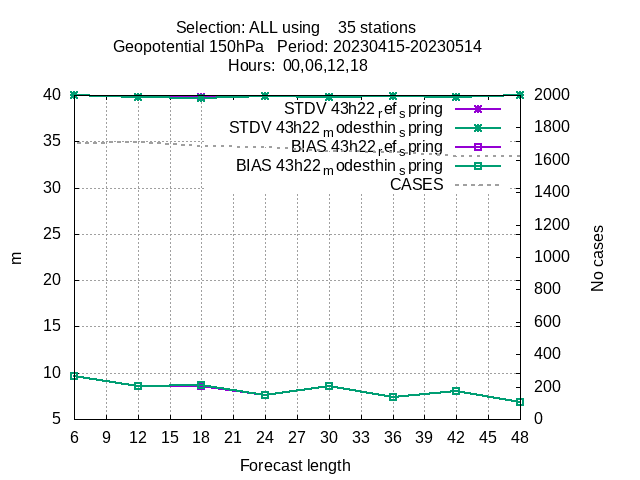 Selection: ALL using    35 stations
Geopotential 150hPa   Period: 20230415-20230514
Hours: 00,06,12,18
40
35
30
25
20
15
10
5
m
2000
1800
1600
1400
1200
1000
800
600
400
200
0
No cases
STDV 43h22_ref_spring
STDV 43h22_modesthin_spring
BIAS 43h22_ref_spring
BIAS 43h22_modesthin_spring
CASES
6 9 12 15 18 21 24 27 30 33 36 39 42 45 48
Forecast length